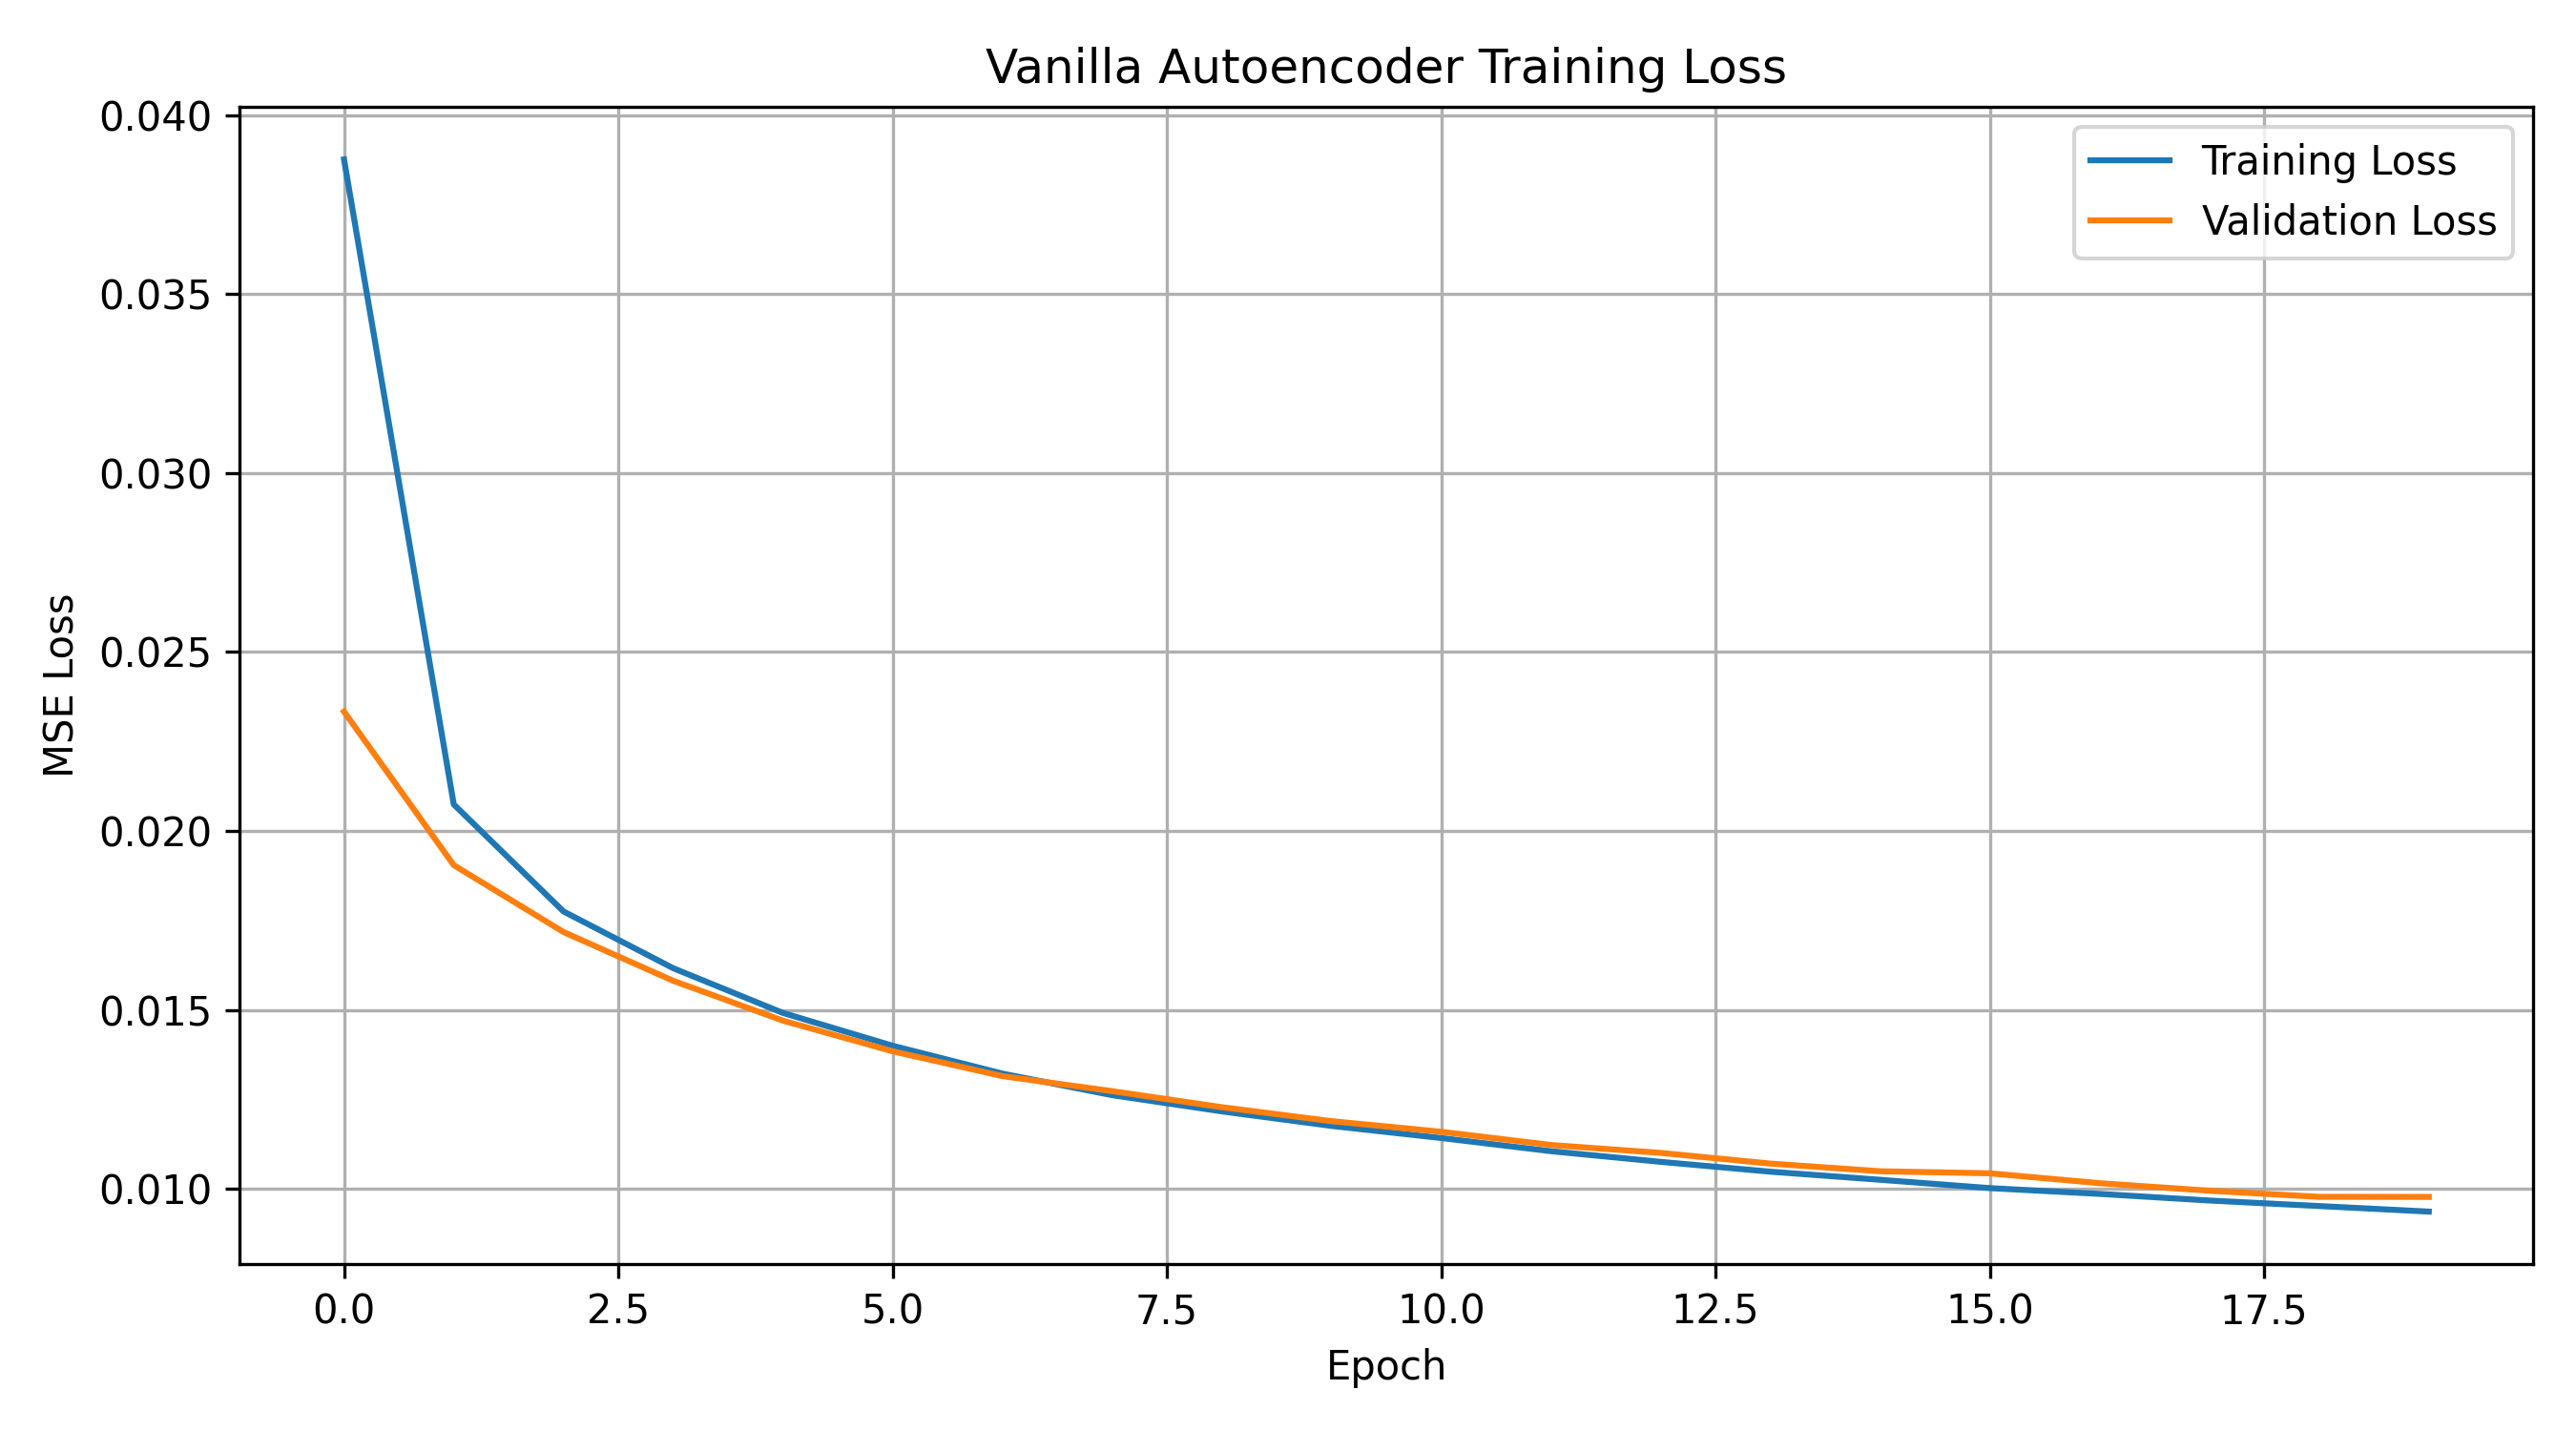 Vanilla Autoencoder Training Loss
0.040
0.035
0.030
0.025
0.020
0.015
0.010
MSE Loss
Training Loss
Validation Loss
0.0 2.5 5.0 7.5 10.0 12.5 15.0 17.5
Epoch